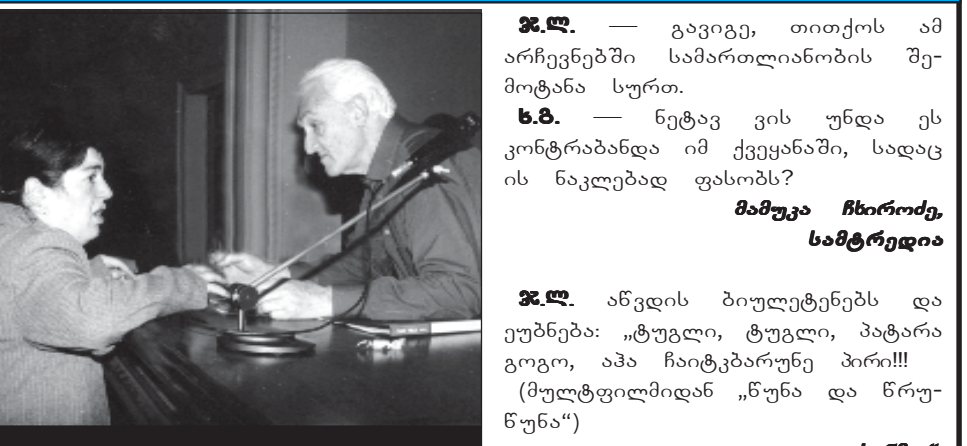 ჯ.ლ. — გავიგე, თითქოს ამ
არჩევნებში სამართლიანობის შე-
მოტანა სურთ.
ხ.გ. — ნეტავ ვის უნდა ეს
კონტრაბანდა იმ ქვეყანაში, სადაც
ის ნაკლებად ფასობს?
მამუკა ჩხიროძე,
სამტრედია
ჯ.ლ. აწვდის ბიულეტენებს და
ეუბნება: „ტუგლი, ტუგლი, პატარა
გოგო, აჰა ჩაიტკბარუნე პირი!!!
(მულტფილმიდან „წუნა და წრუ-
წუნა“)